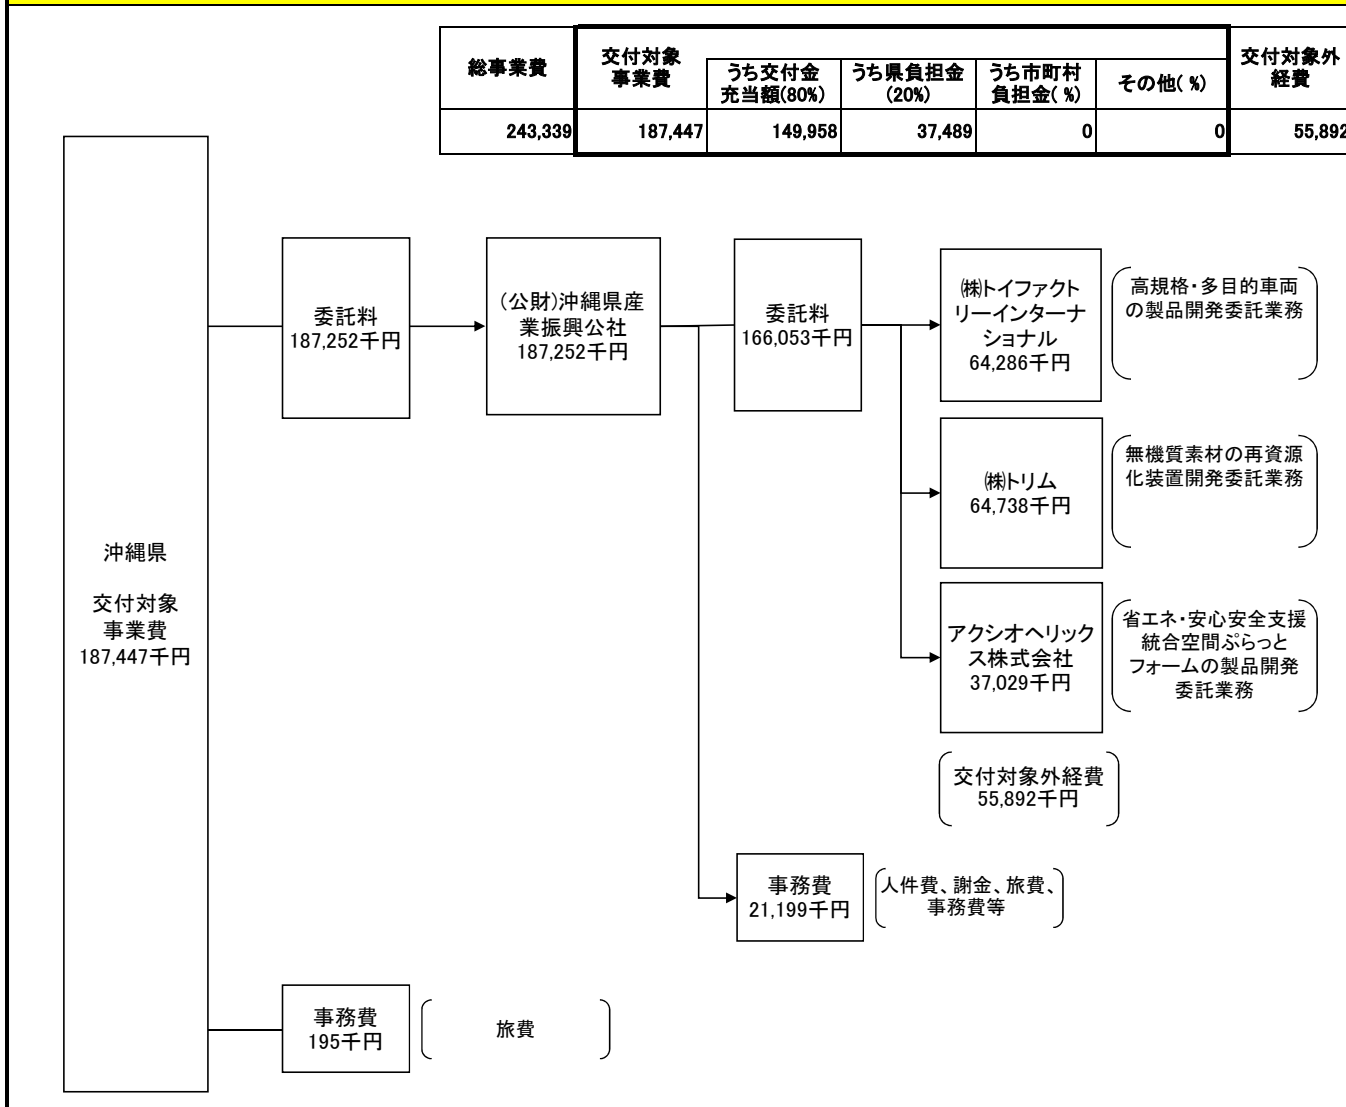 総事業費
交付対象
事業費
うち交付金
充当額(80%)
うち県負担金
(20%)
うち市町村
負担金( %)
その他( %)
交付対象外
経費
243,339
187,447
149,958
37,489
0
0
55,892
沖縄県
交付対象
事業費
187,447千円
委託料
187,252千円
(公財)沖縄県産
業振興公社
187,252千円
委託料
166,053千円
㈱トイファクト
リーインターナ
ショナル
64,286千円
高規格・多目的車両
の製品開発委託業務
㈱トリム
64,738千円
無機質素材の再資源
化装置開発委託業務
アクシオヘリック
ス株式会社
37,029千円
省エネ・安心安全支援
統合空間ぷらっと
フォームの製品開発
委託業務
交付対象外経費
55,892千円
事務費
21,199千円
人件費、謝金、旅費、
事務費等
事務費
195千円
旅費